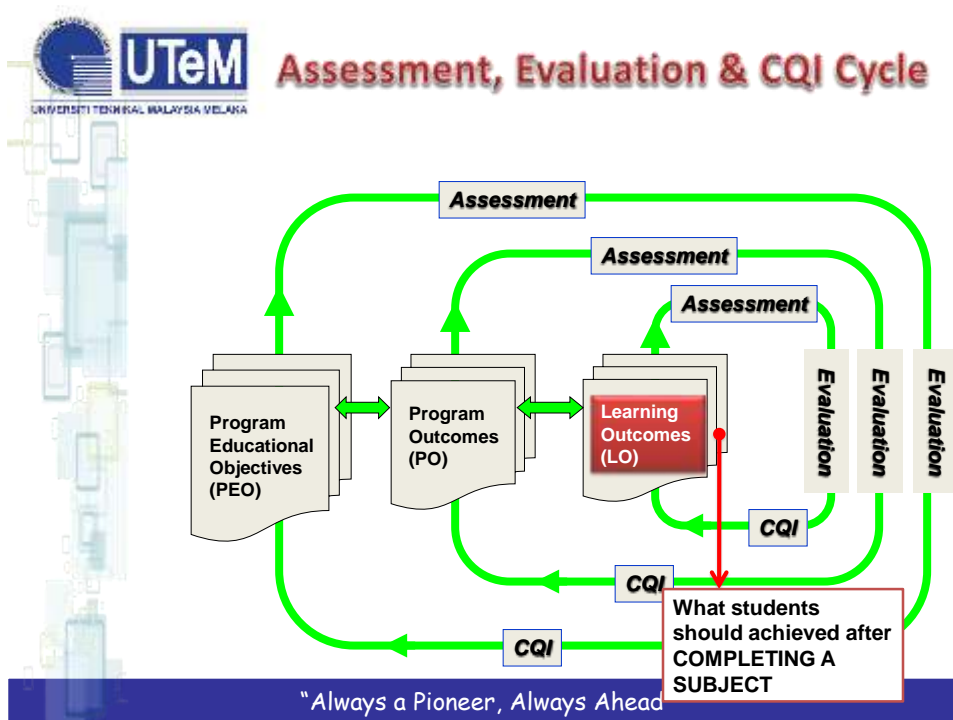 UTeM
UNIVERSITI TEKNIKAL MALAYSIA MELAKA
Assessment, Evaluation & CQI Cycle
Assessment
Assessment
Assessment
Program
Educational
Objectives
(PEO)
Program
Outcomes
(PO)
Learning
Outcomes
(LO)
Evaluation
Evaluation
Evaluation
CQI
CQI
CQI
What students
should achieved after
COMPLETING A
SUBJECT
“Always a Pioneer, Always Ahead